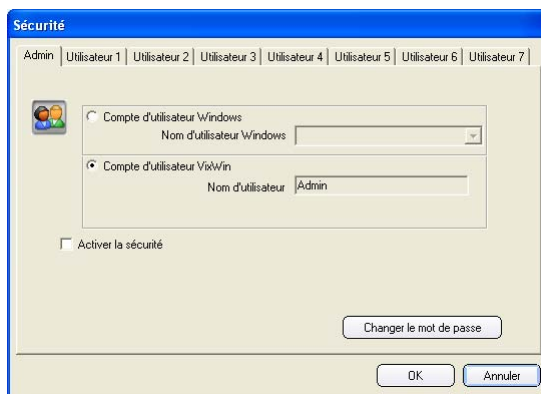 Sécurité
Admin Utilisateur 1 Utilisateur 2 Utilisateur 3 Utilisateur 4 Utilisateur 5 Utilisateur 6 Utilisateur 7
Compte d'utilisateur Windows
Nom d'utilisateur Windows
Compte d'utilisateur VixWin
Nom d'utilisateur Admin
Activer la sécurité
Changer le mot de passe
OK Annuler